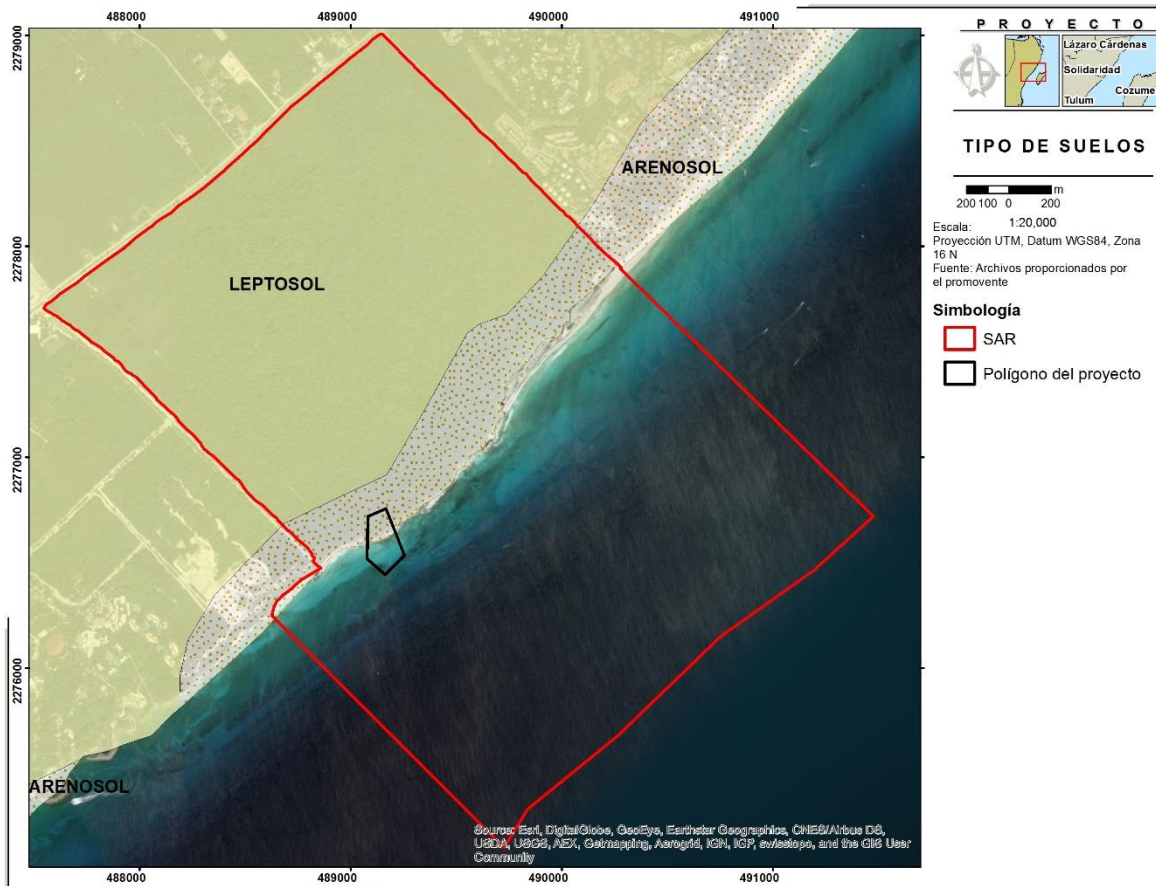 488000 489000 490000 491000
2279000
2278000
2277000
2276000
ARENOSOL
LEPTOSOL
ARENOSOL
Source: Esri, DigitalGlobe, GeoEye, Earthstar Geographics, CNES/Airbus DS,
USDA, USGS, AEX, Getmapping, Aerogrid, IGN, IGP, swisstopo, and the GIS User
Community
488000 489000 490000 491000
P R O Y E C T O
Lázaro Cárdenas
Solidaridad
Cozume
Tulum
TIPO DE SUELOS
200 100 0 200 m
Escala: 1:20,000
Proyección UTM, Datum WGS84, Zona
16 N
Fuente: Archivos proporcionados por
el promovente
Simbología
SAR
Polígono del proyecto